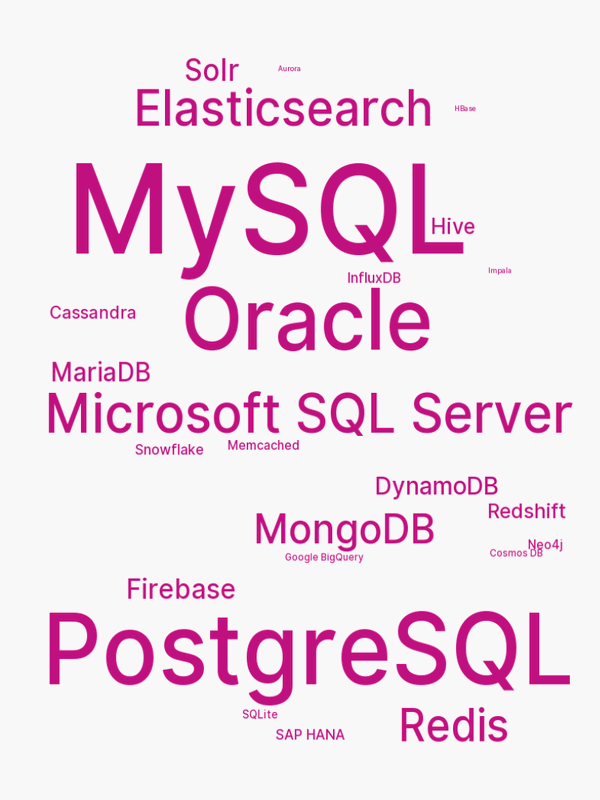 Solr
Aurora
Elasticsearch
HBase
MySQL
Hive
Impala
InfluxDB
Oracle
Cassandra
MariaDB
Microsoft SQL Server
Snowflake
Memcached
DynamoDB
Redshift
MongoDB
Neo4j
Cosmos DB
Google BigQuery
Firebase
PostgreSQL
SQLite
Redis
SAP HANA